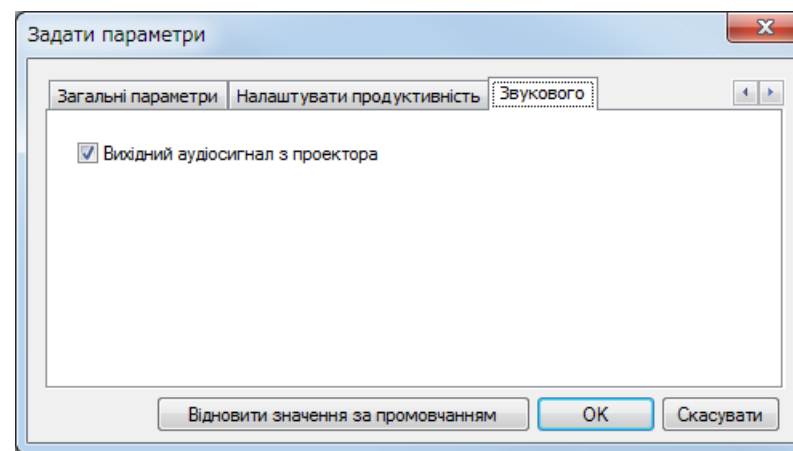 Задати параметри
Загальні параметри Налаштувати продуктивність Звукового
Вихідний аудіосигнал з проектора
Відновити значення за промовчанням OK Скасувати